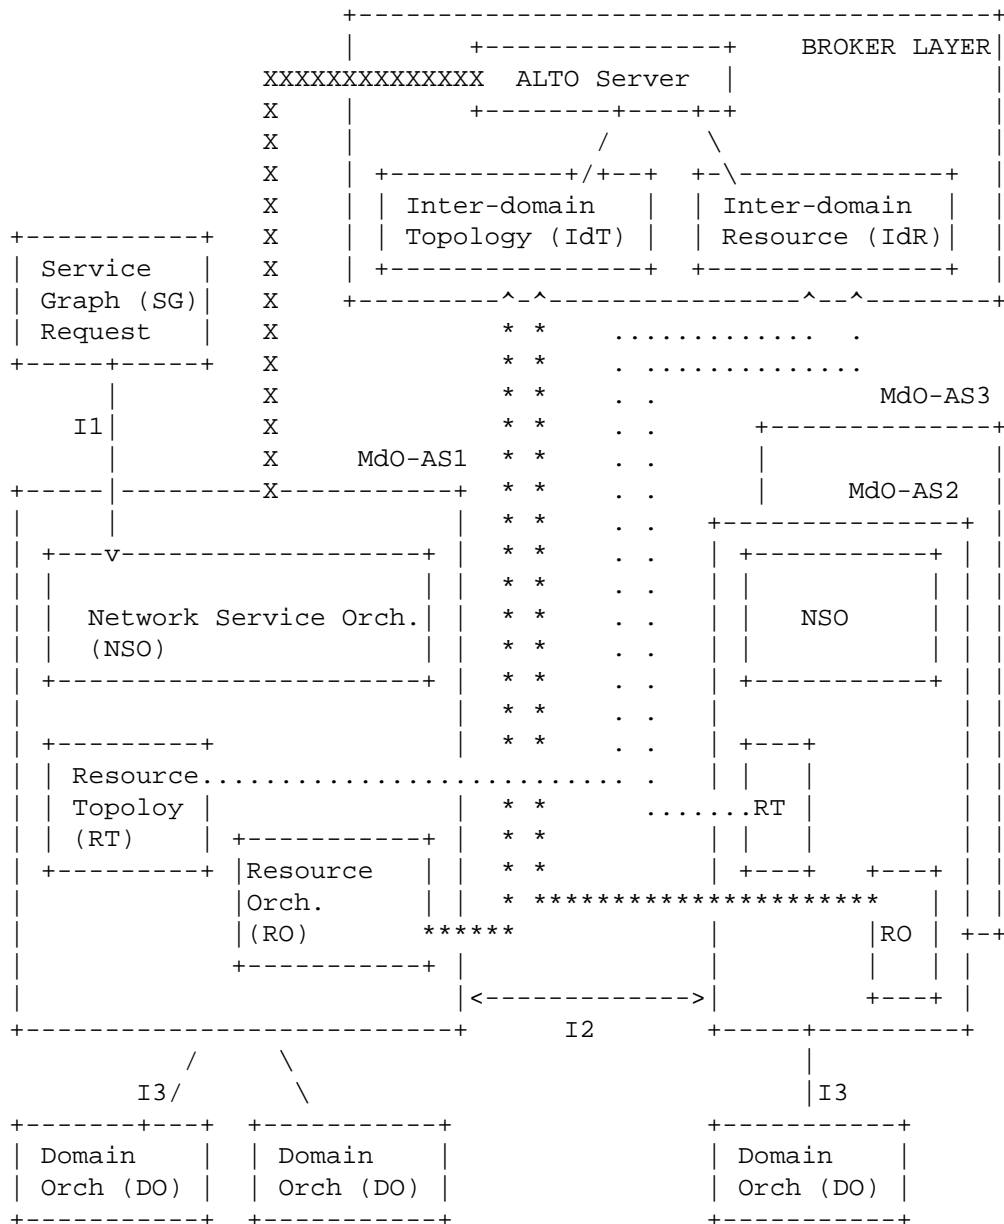 BROKER LAYER
ALTO Server
Inter-domain Inter-domain
Topology (IdT) Resource (IdR)
Service
Graph (SG)
Request
MdO-AS3
I1
MdO-AS1
MdO-AS2
Network Service Orch. NSO
(NSO)
Resource
Topoloy RT
(RT)
Resource
Orch.
(RO) RO
I2
I3 I3
Domain Domain Domain
Orch (DO) Orch (DO) Orch (DO)